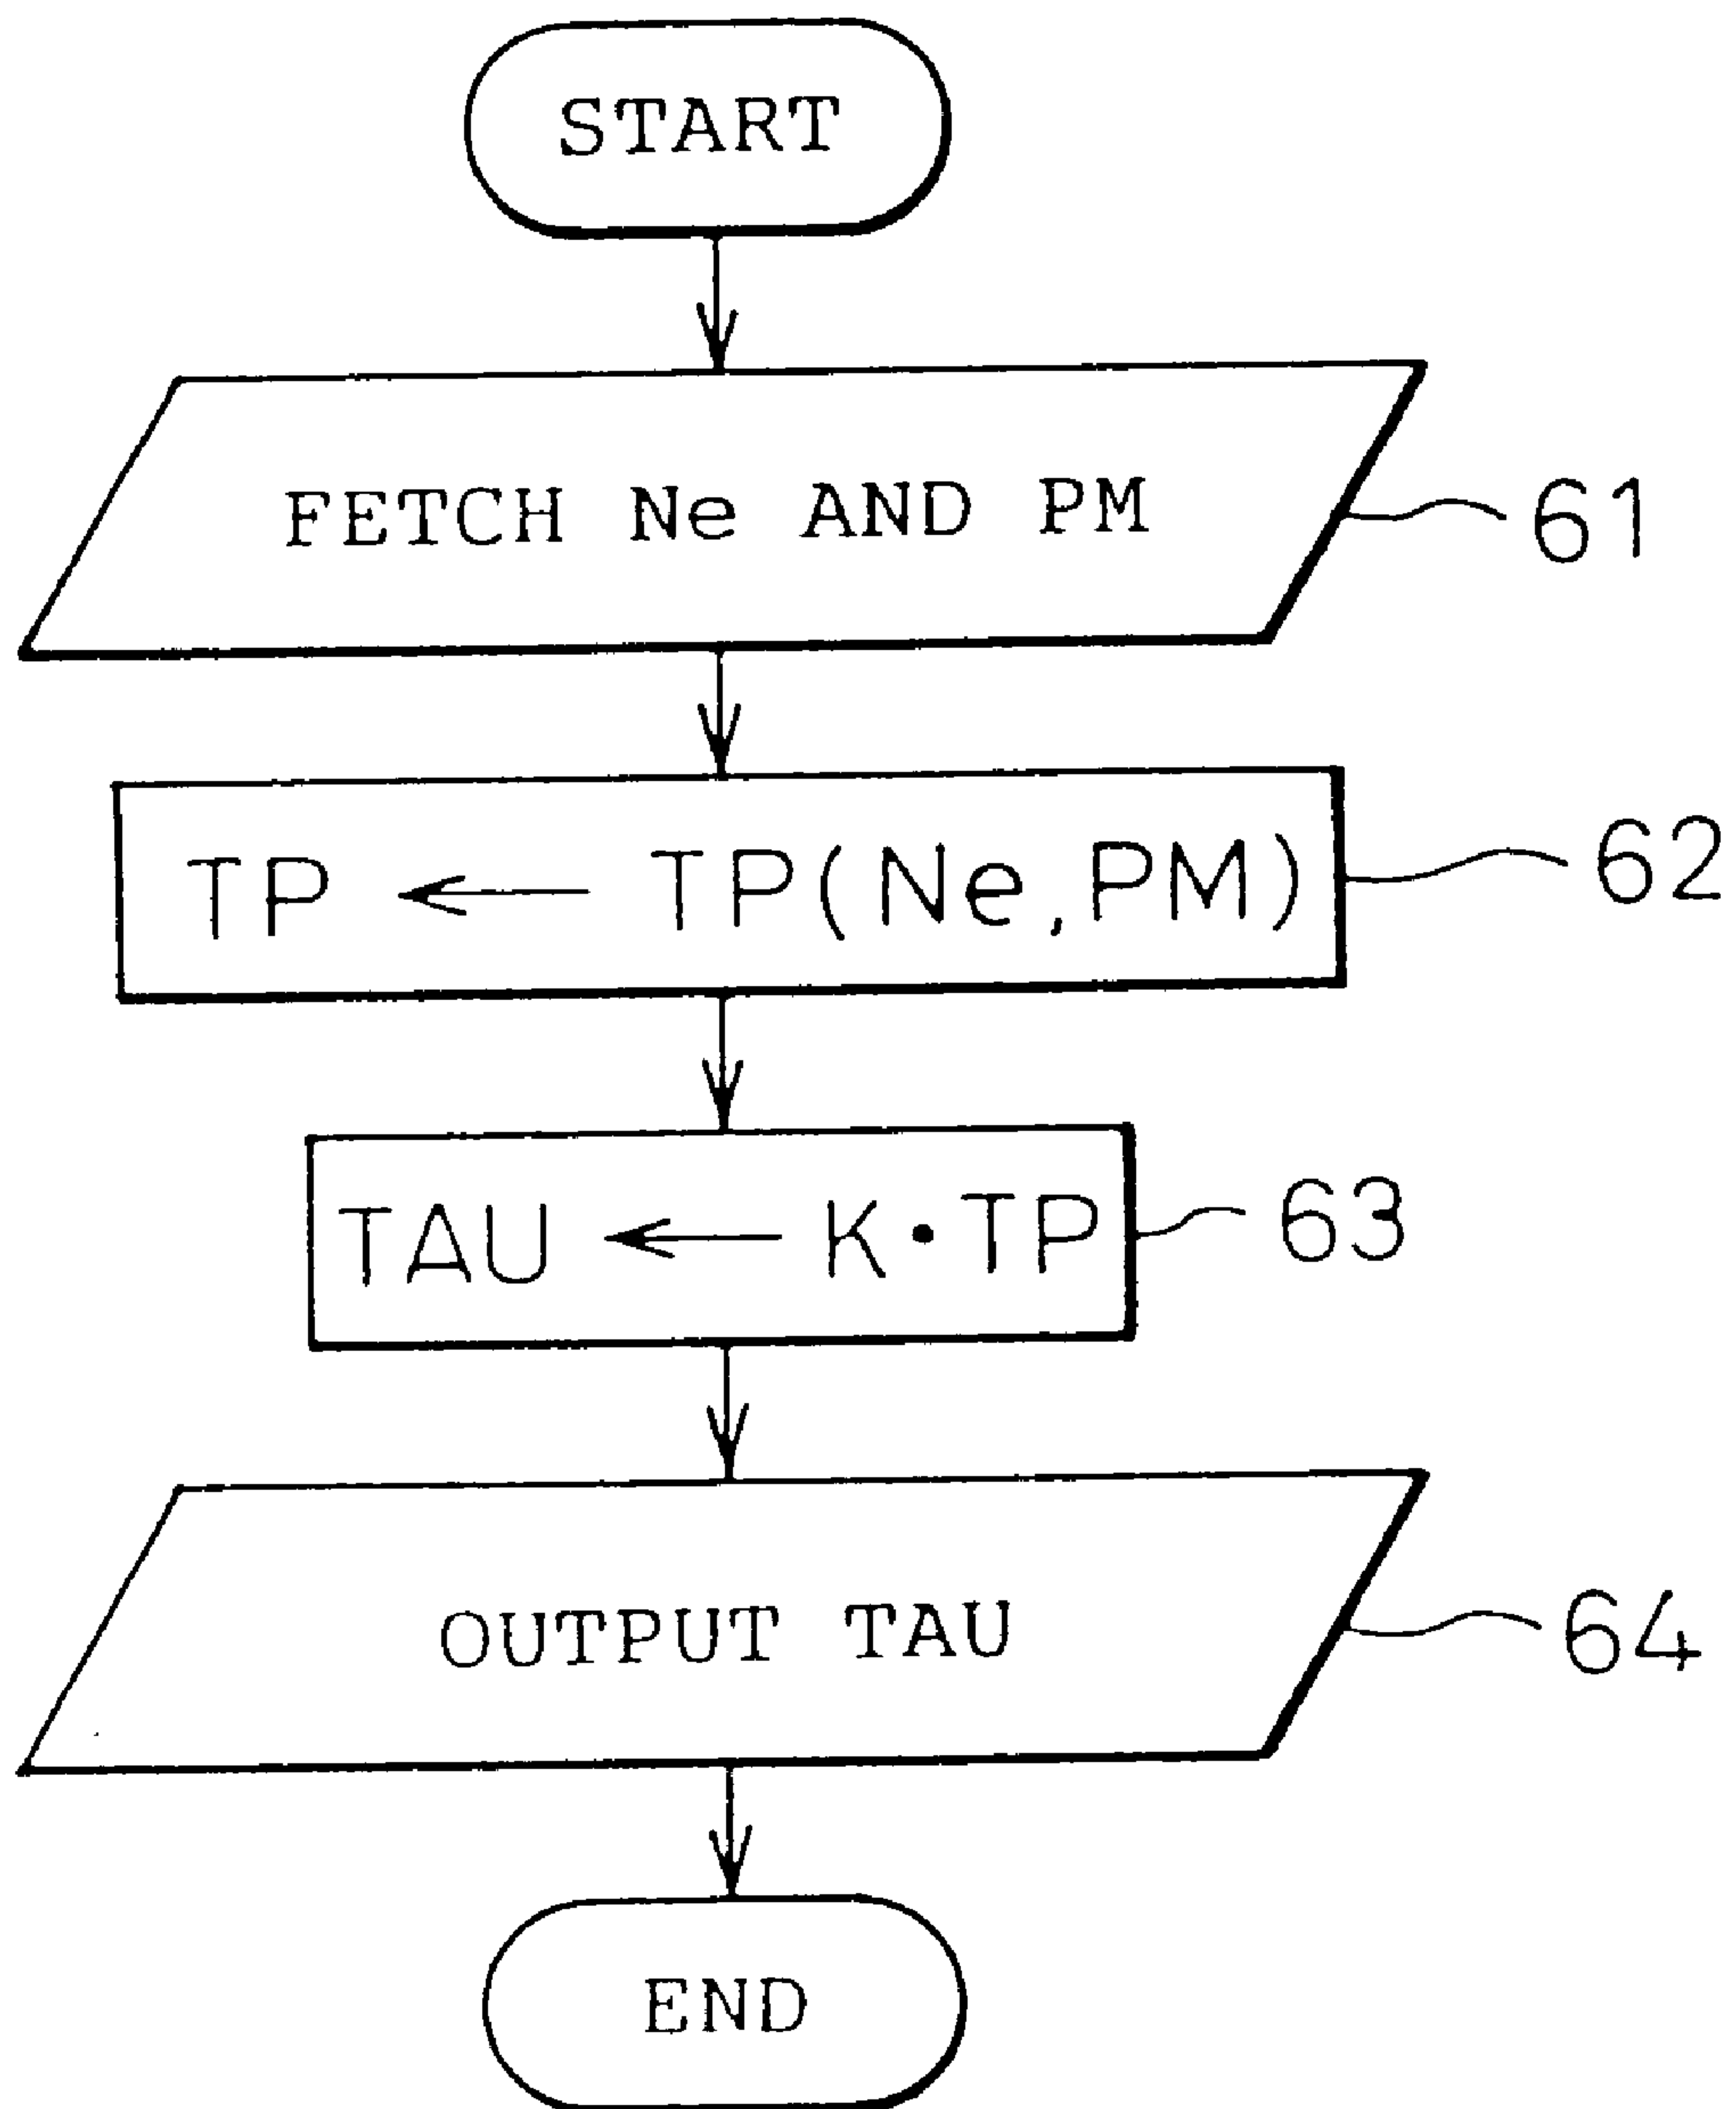 START
FETCH Ne AND PM 61
TP ← TP(Ne,PM) 62
TAU ← K•TP 63
OUTPUT TAU 64
END